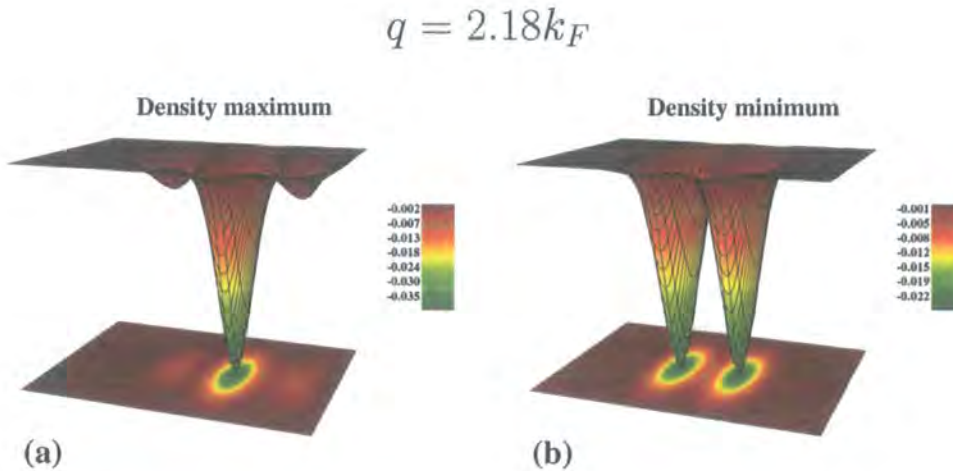 q = 2.18k_F
Density maximum
Density minimum
-0.002
-0.007
-0.013
-0.018
-0.024
-0.030
-0.035
-0.001
-0.005
-0.008
-0.012
-0.015
-0.019
-0.022
(a)
(b)